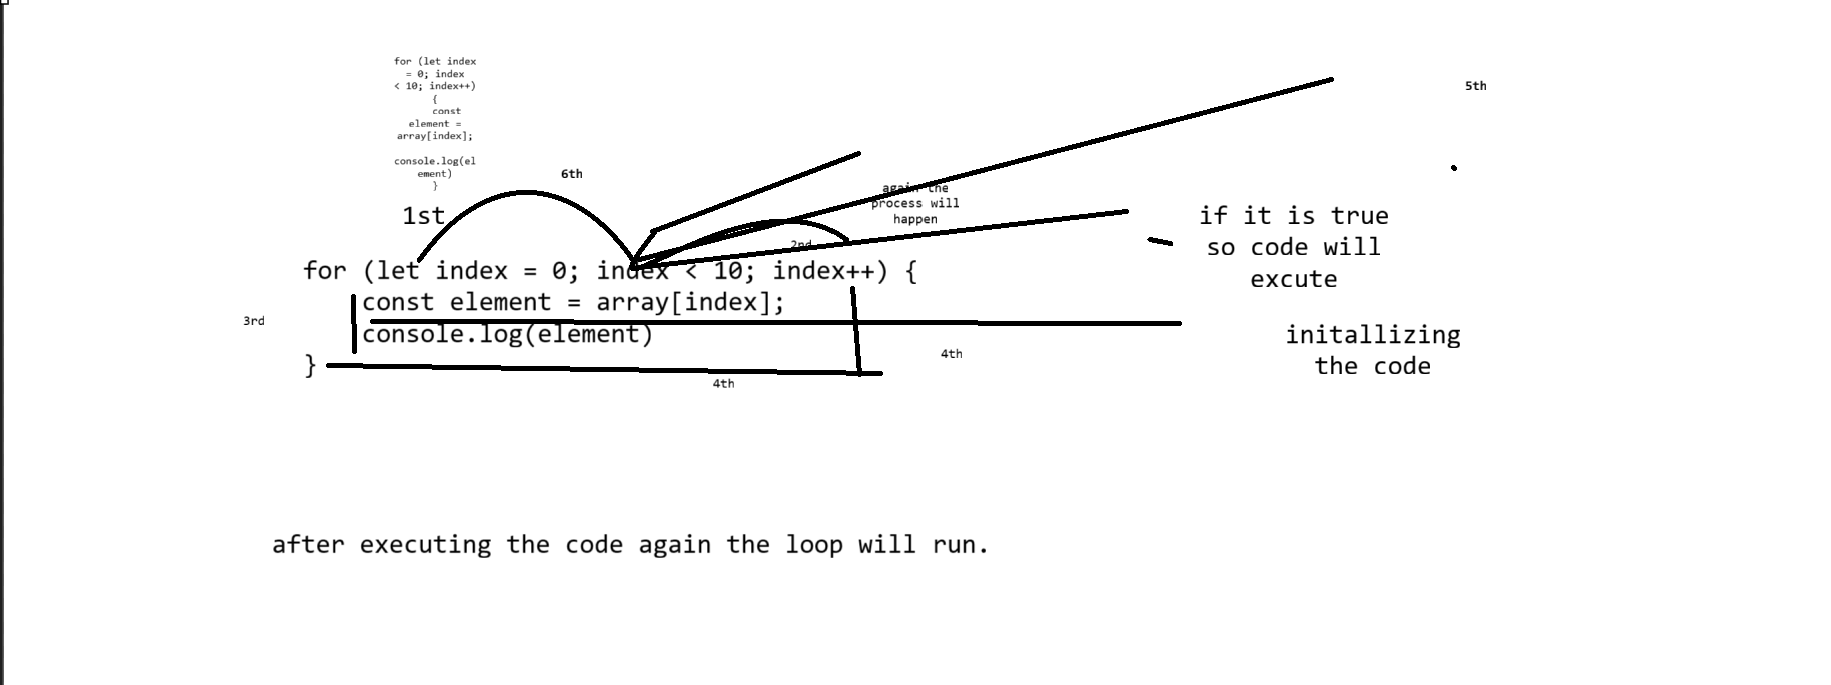 for (let index
= 0; index
< 10; index++)
{
const
element =
array[index];
console.log(el
ement)
}
5th
6th
again the
process will
happen
1st
2nd
if it is true
so code will
excute
for (let index = 0; index < 10; index++) {
const element = array[index];
console.log(element)
}
3rd
4th
4th
initallizing
the code
after executing the code again the loop will run.